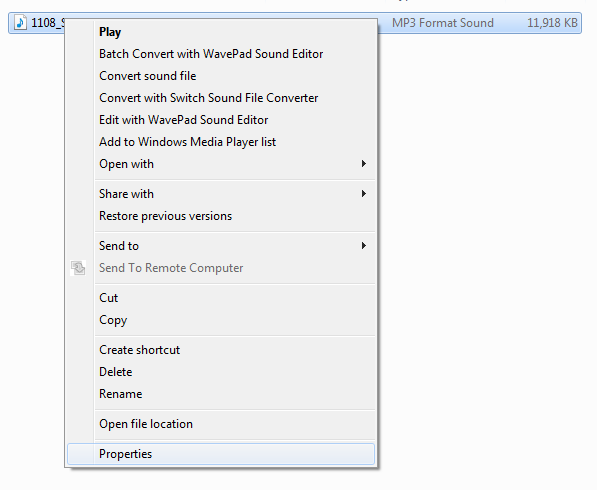 1108_S MP3 Format Sound 11,918 KB
Play
Batch Convert with WavePad Sound Editor
Convert sound file
Convert with Switch Sound File Converter
Edit with WavePad Sound Editor
Add to Windows Media Player list
Open with
Share with
Restore previous versions
Send to
Send To Remote Computer
Cut
Copy
Create shortcut
Delete
Rename
Open file location
Properties